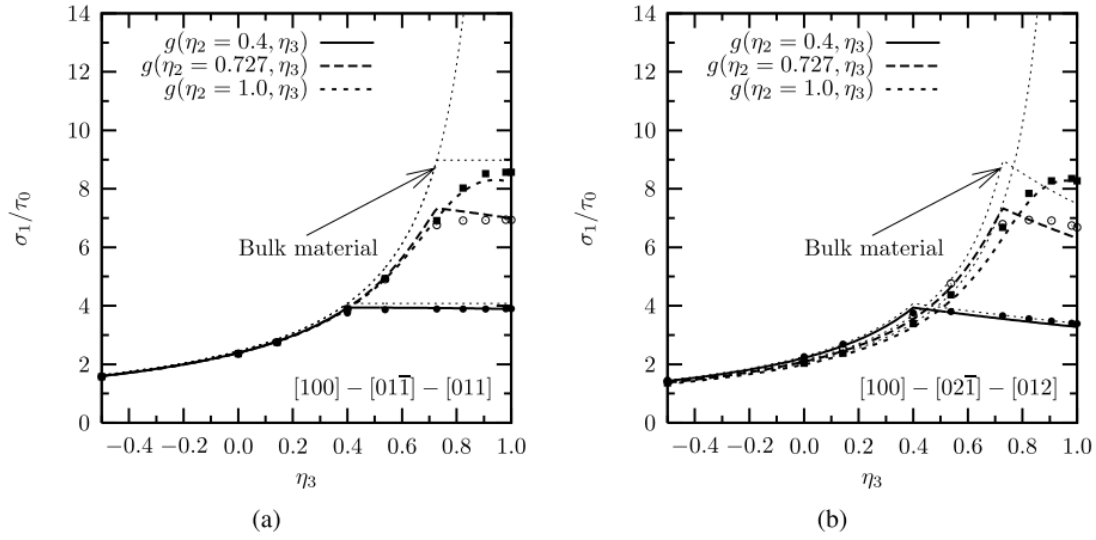 14
12
10
8
6
4
2
0
σ₁/τ₀
g(η₂ = 0.4, η₃)
g(η₂ = 0.727, η₃)
g(η₂ = 1.0, η₃)
Bulk material
[100] − [011̅] − [011]
−0.4 −0.2 0.0 0.2 0.4 0.6 0.8 1.0
η₃
(a)
14
12
10
8
6
4
2
0
σ₁/τ₀
g(η₂ = 0.4, η₃)
g(η₂ = 0.727, η₃)
g(η₂ = 1.0, η₃)
Bulk material
[100] − [021̅] − [012]
−0.4 −0.2 0.0 0.2 0.4 0.6 0.8 1.0
η₃
(b)